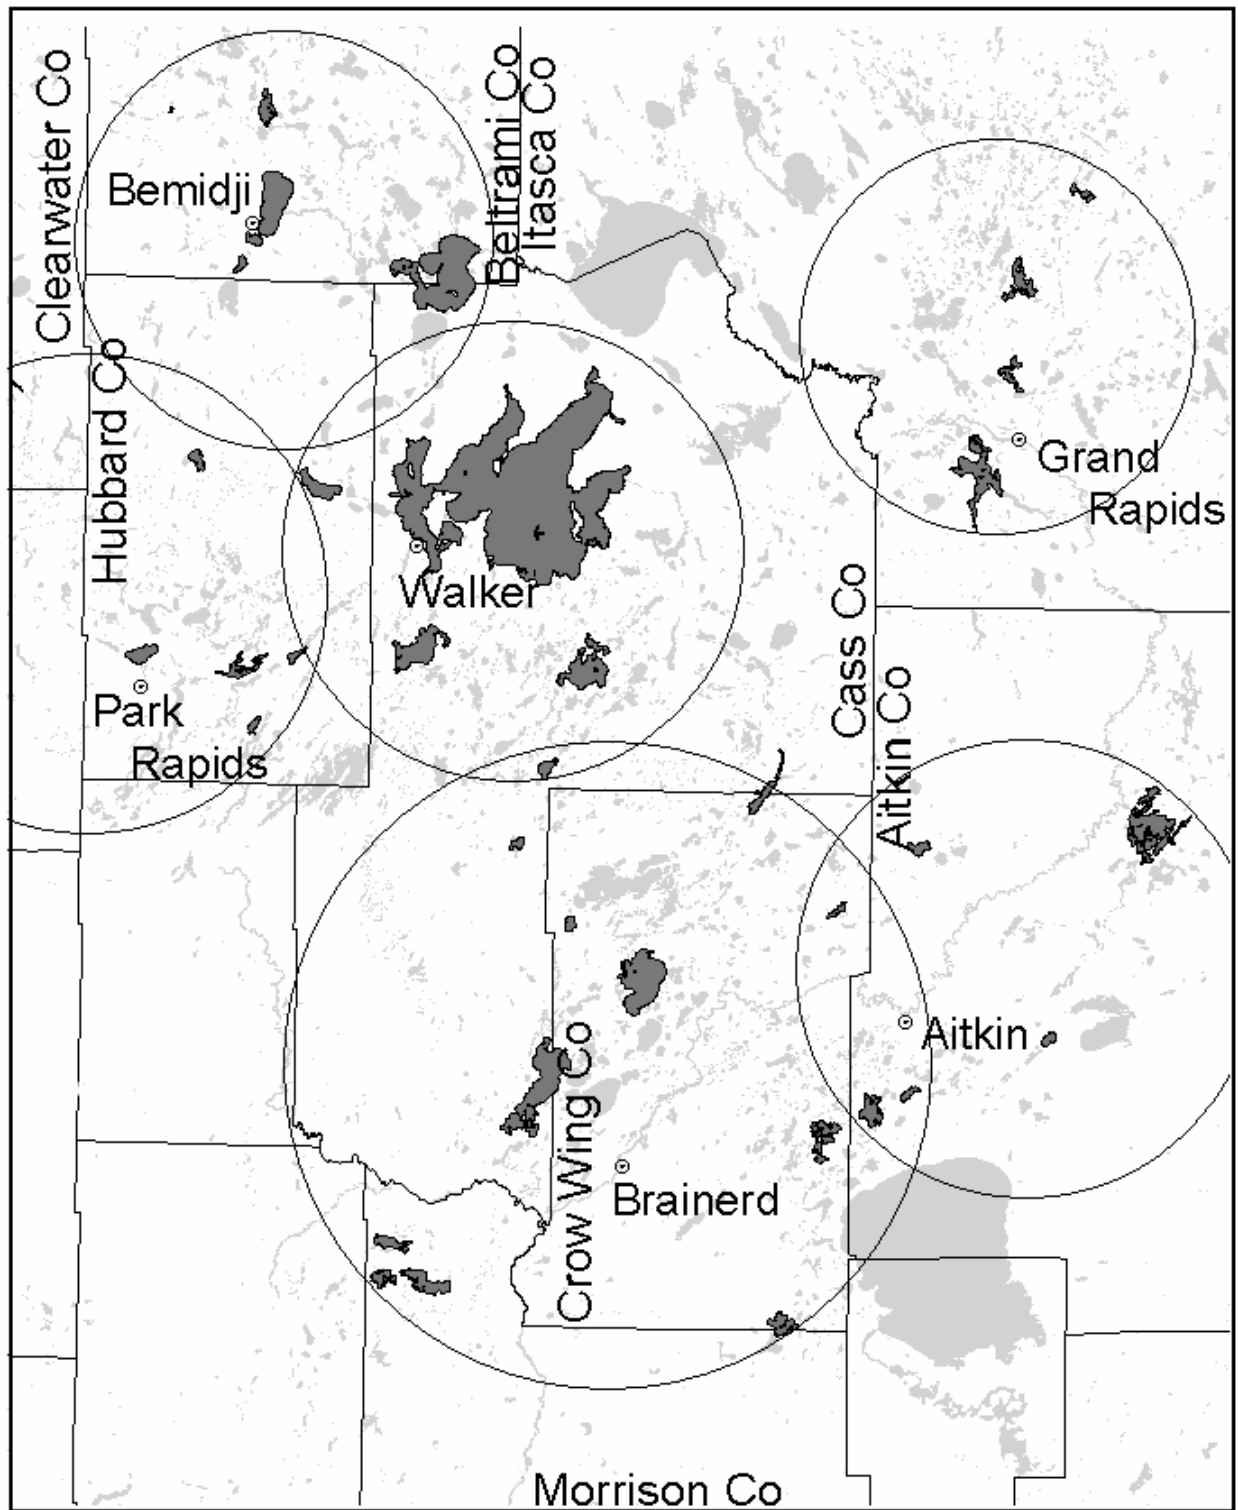 Clearwater Co
Beltrami Co
Itasca Co
Bemidji
Hubbard Co
Grand
Rapids
Walker
Cass Co
Aitkin Co
Park
Rapids
Aitkin
Crow Wing Co
Brainerd
Morrison Co